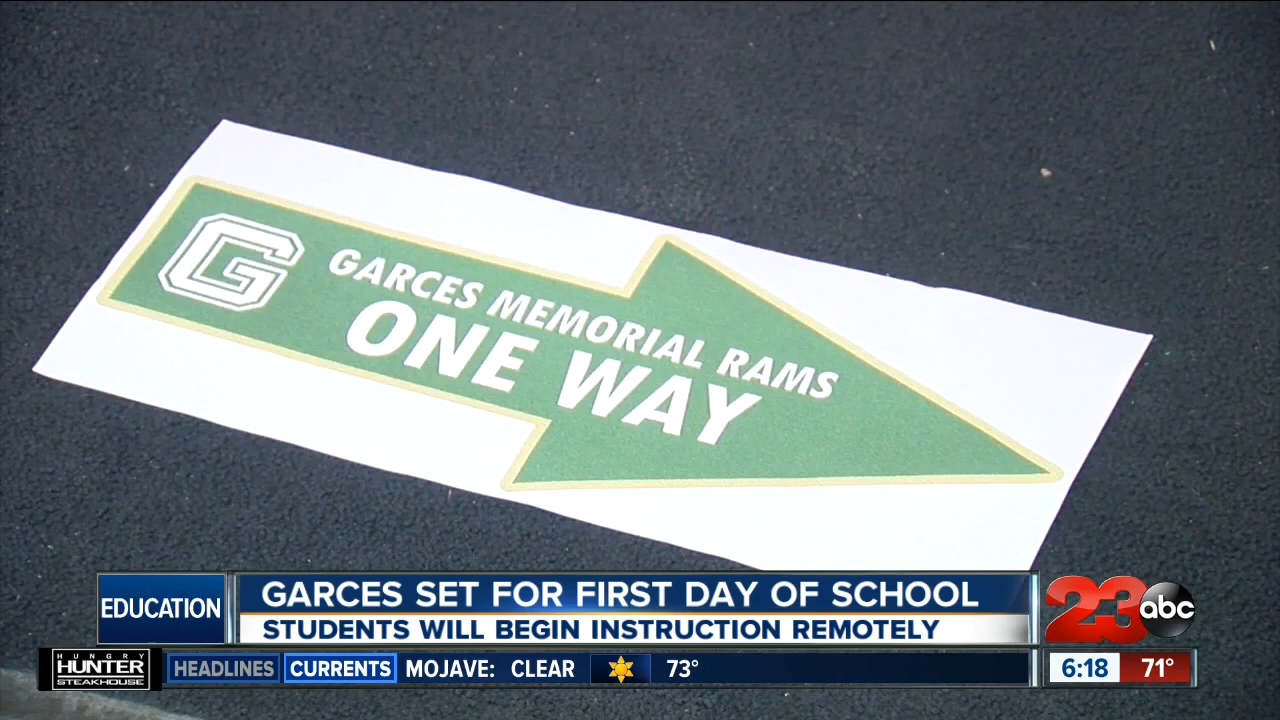 G
GARCES MEMORIAL RAMS
ONE WAY
EDUCATION
GARCES SET FOR FIRST DAY OF SCHOOL
STUDENTS WILL BEGIN INSTRUCTION REMOTELY
23 abc
HUNGRY
HUNTER
STEAKHOUSE
HEADLINES CURRENTS MOJAVE: CLEAR 73°
6:18 71°